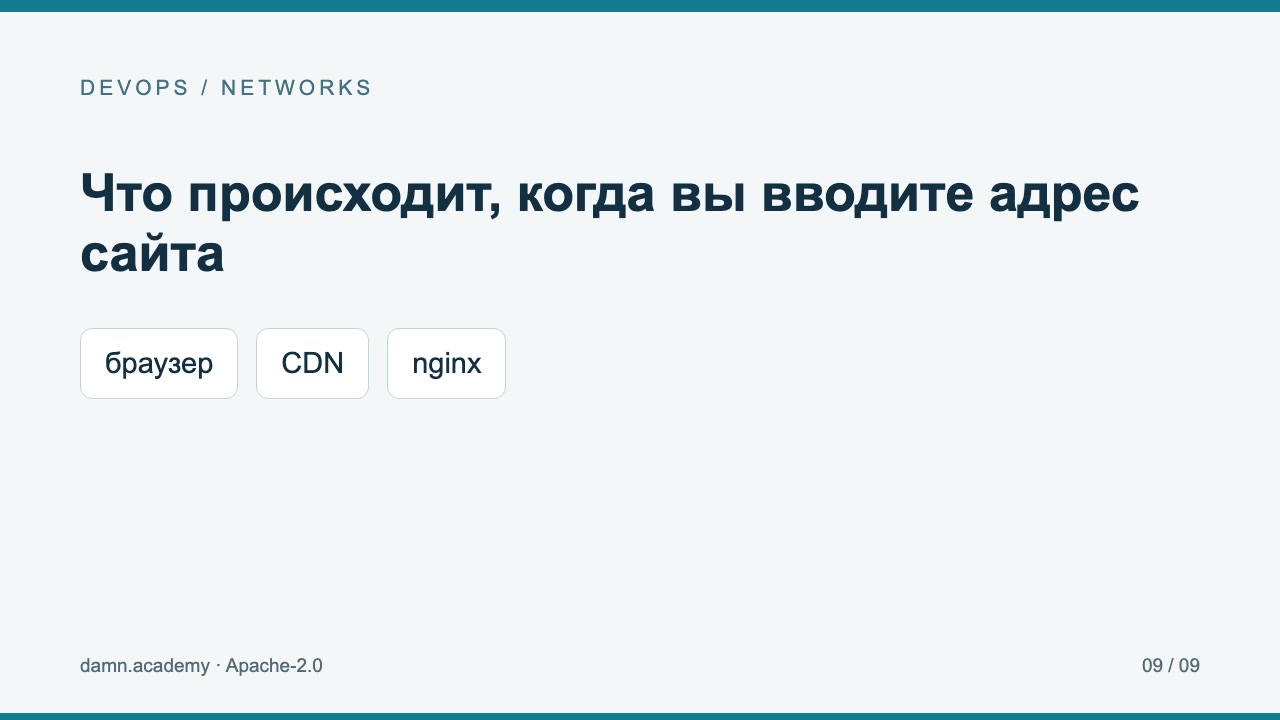 DEVOPS / NETWORKS
Что происходит, когда вы вводите адрес
сайта
браузер CDN nginx
damn.academy · Apache-2.0 09 / 09